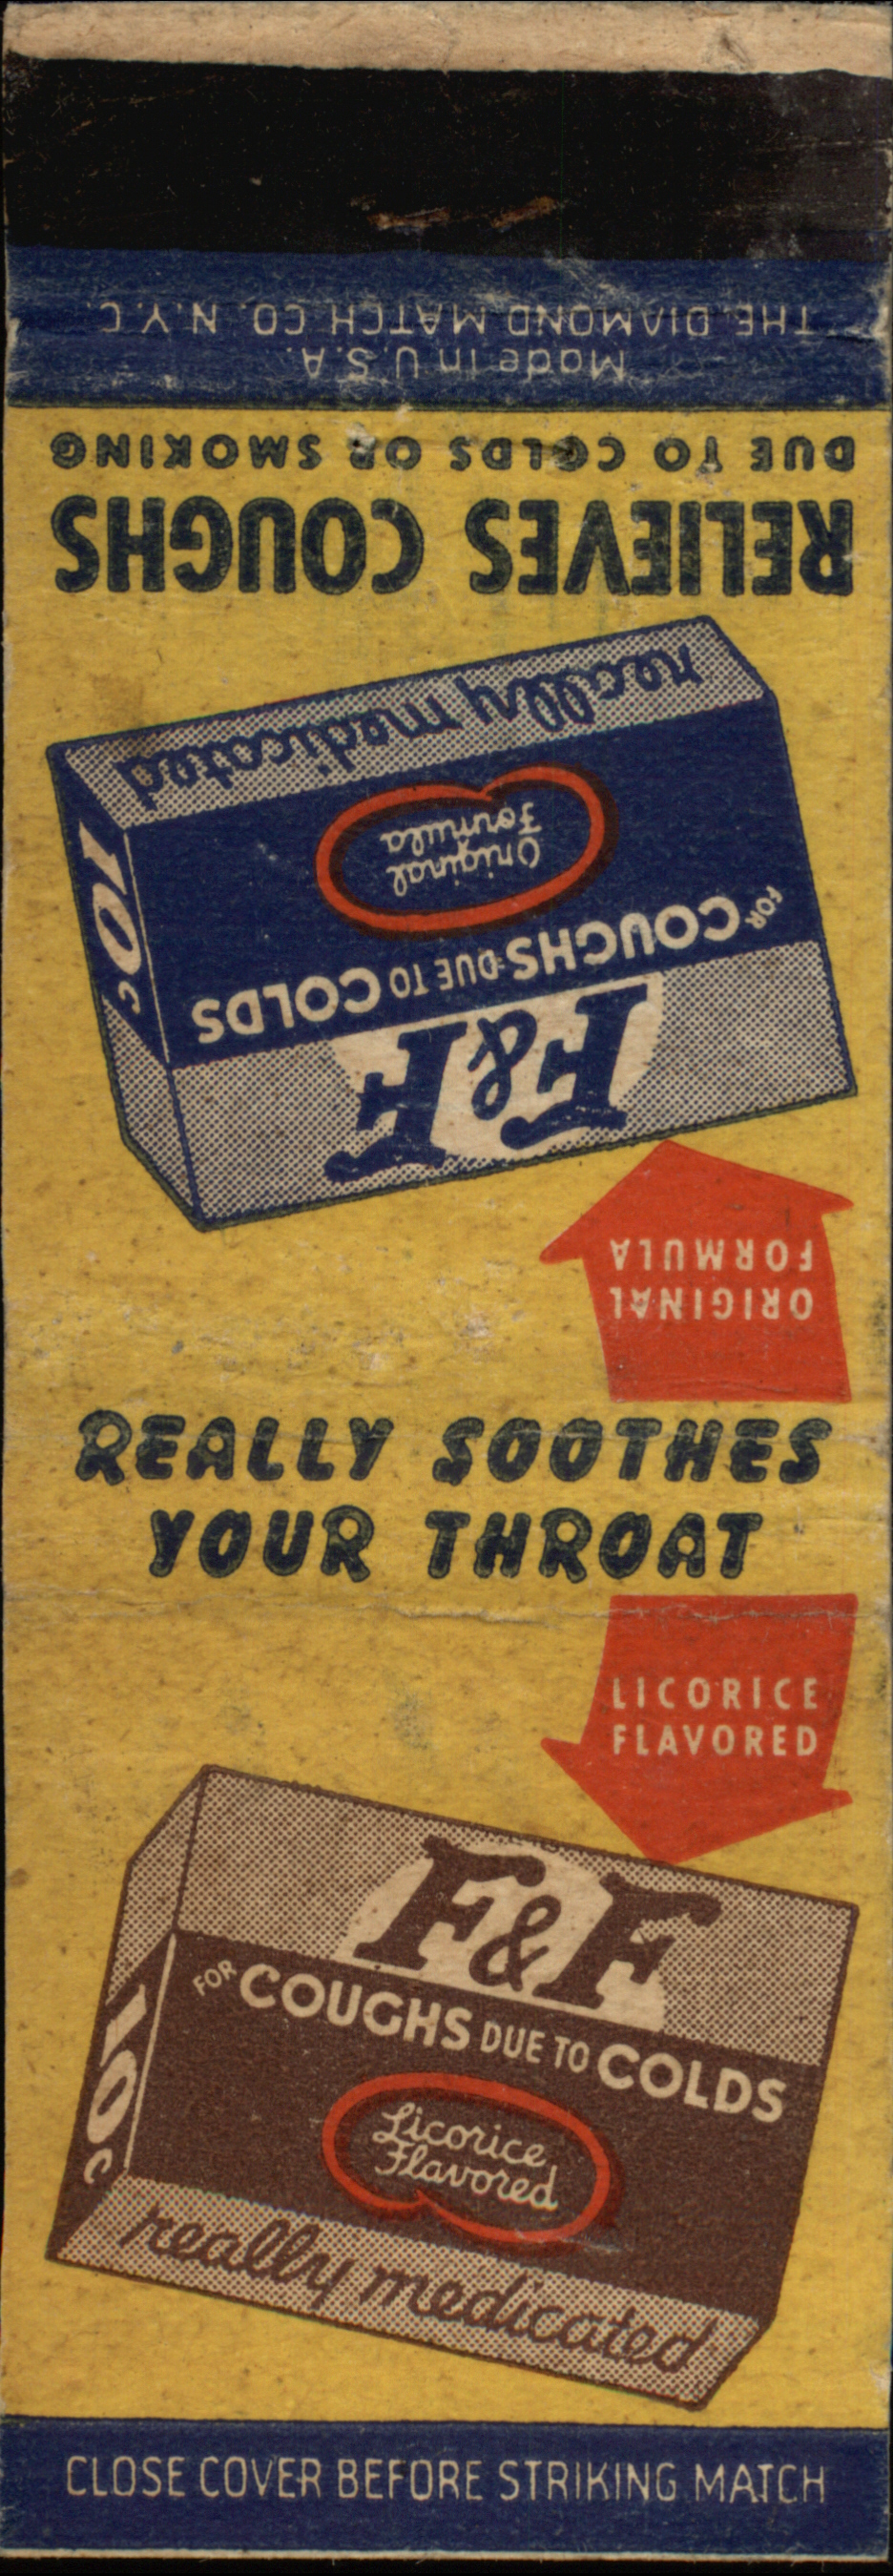 THE DIAMOND MATCH CO. N.Y.C.
Made in U.S.A.
DUE TO COLDS OR SMOKING
RELIEVES COUGHS
really medicated
Original
Formula
10c
FOR COUGHS DUE TO COLDS
F&F
ORIGINAL
FORMULA
REALLY SOOTHES
YOUR THROAT
LICORICE
FLAVORED
F&F
FOR COUGHS DUE TO COLDS
10c
Licorice
Flavored
really medicated
CLOSE COVER BEFORE STRIKING MATCH